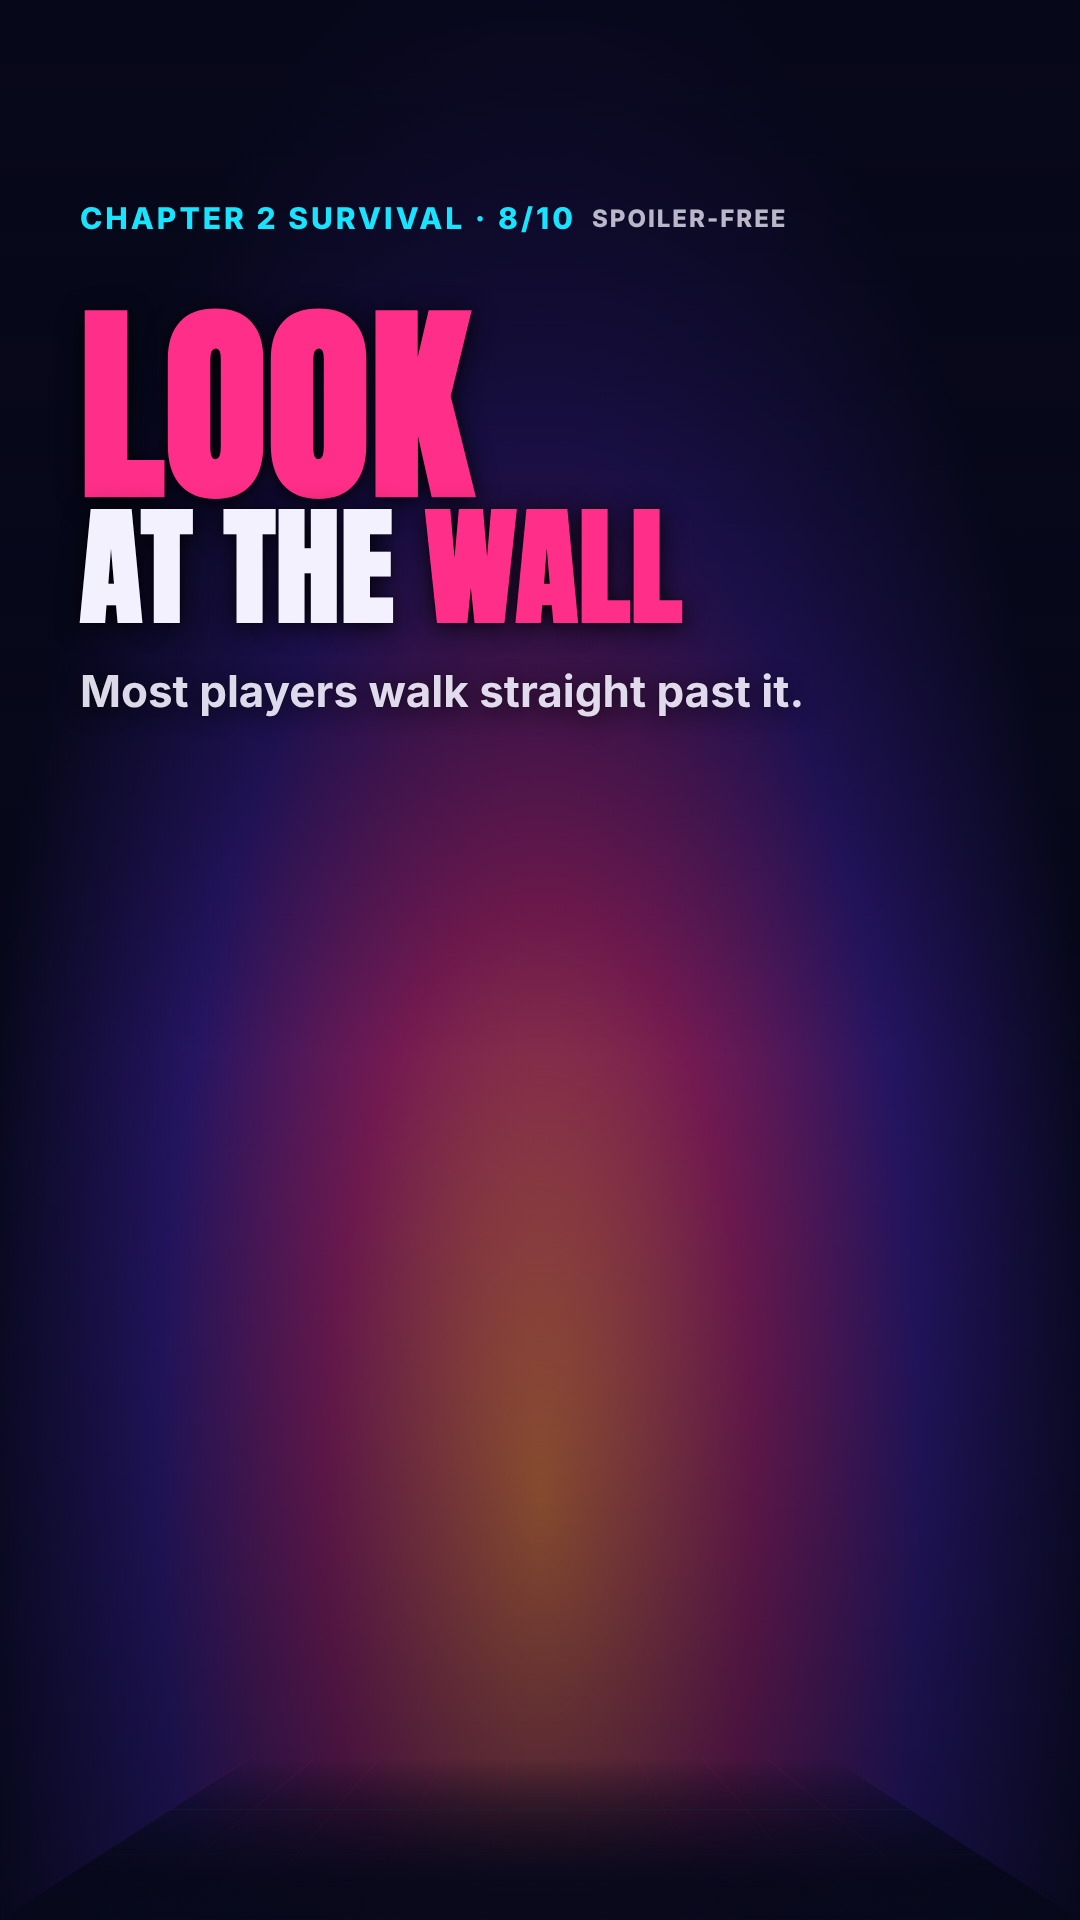 CHAPTER 2 SURVIVAL · 8/10 SPOILER-FREE
LOOK
AT THE WALL
Most players walk straight past it.